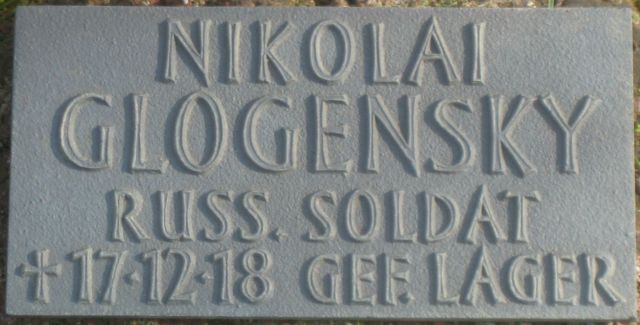 NIKOLAI
GLOGENSKY
RUSS. SOLDAT
✝17·12·18 GEF. LAGER